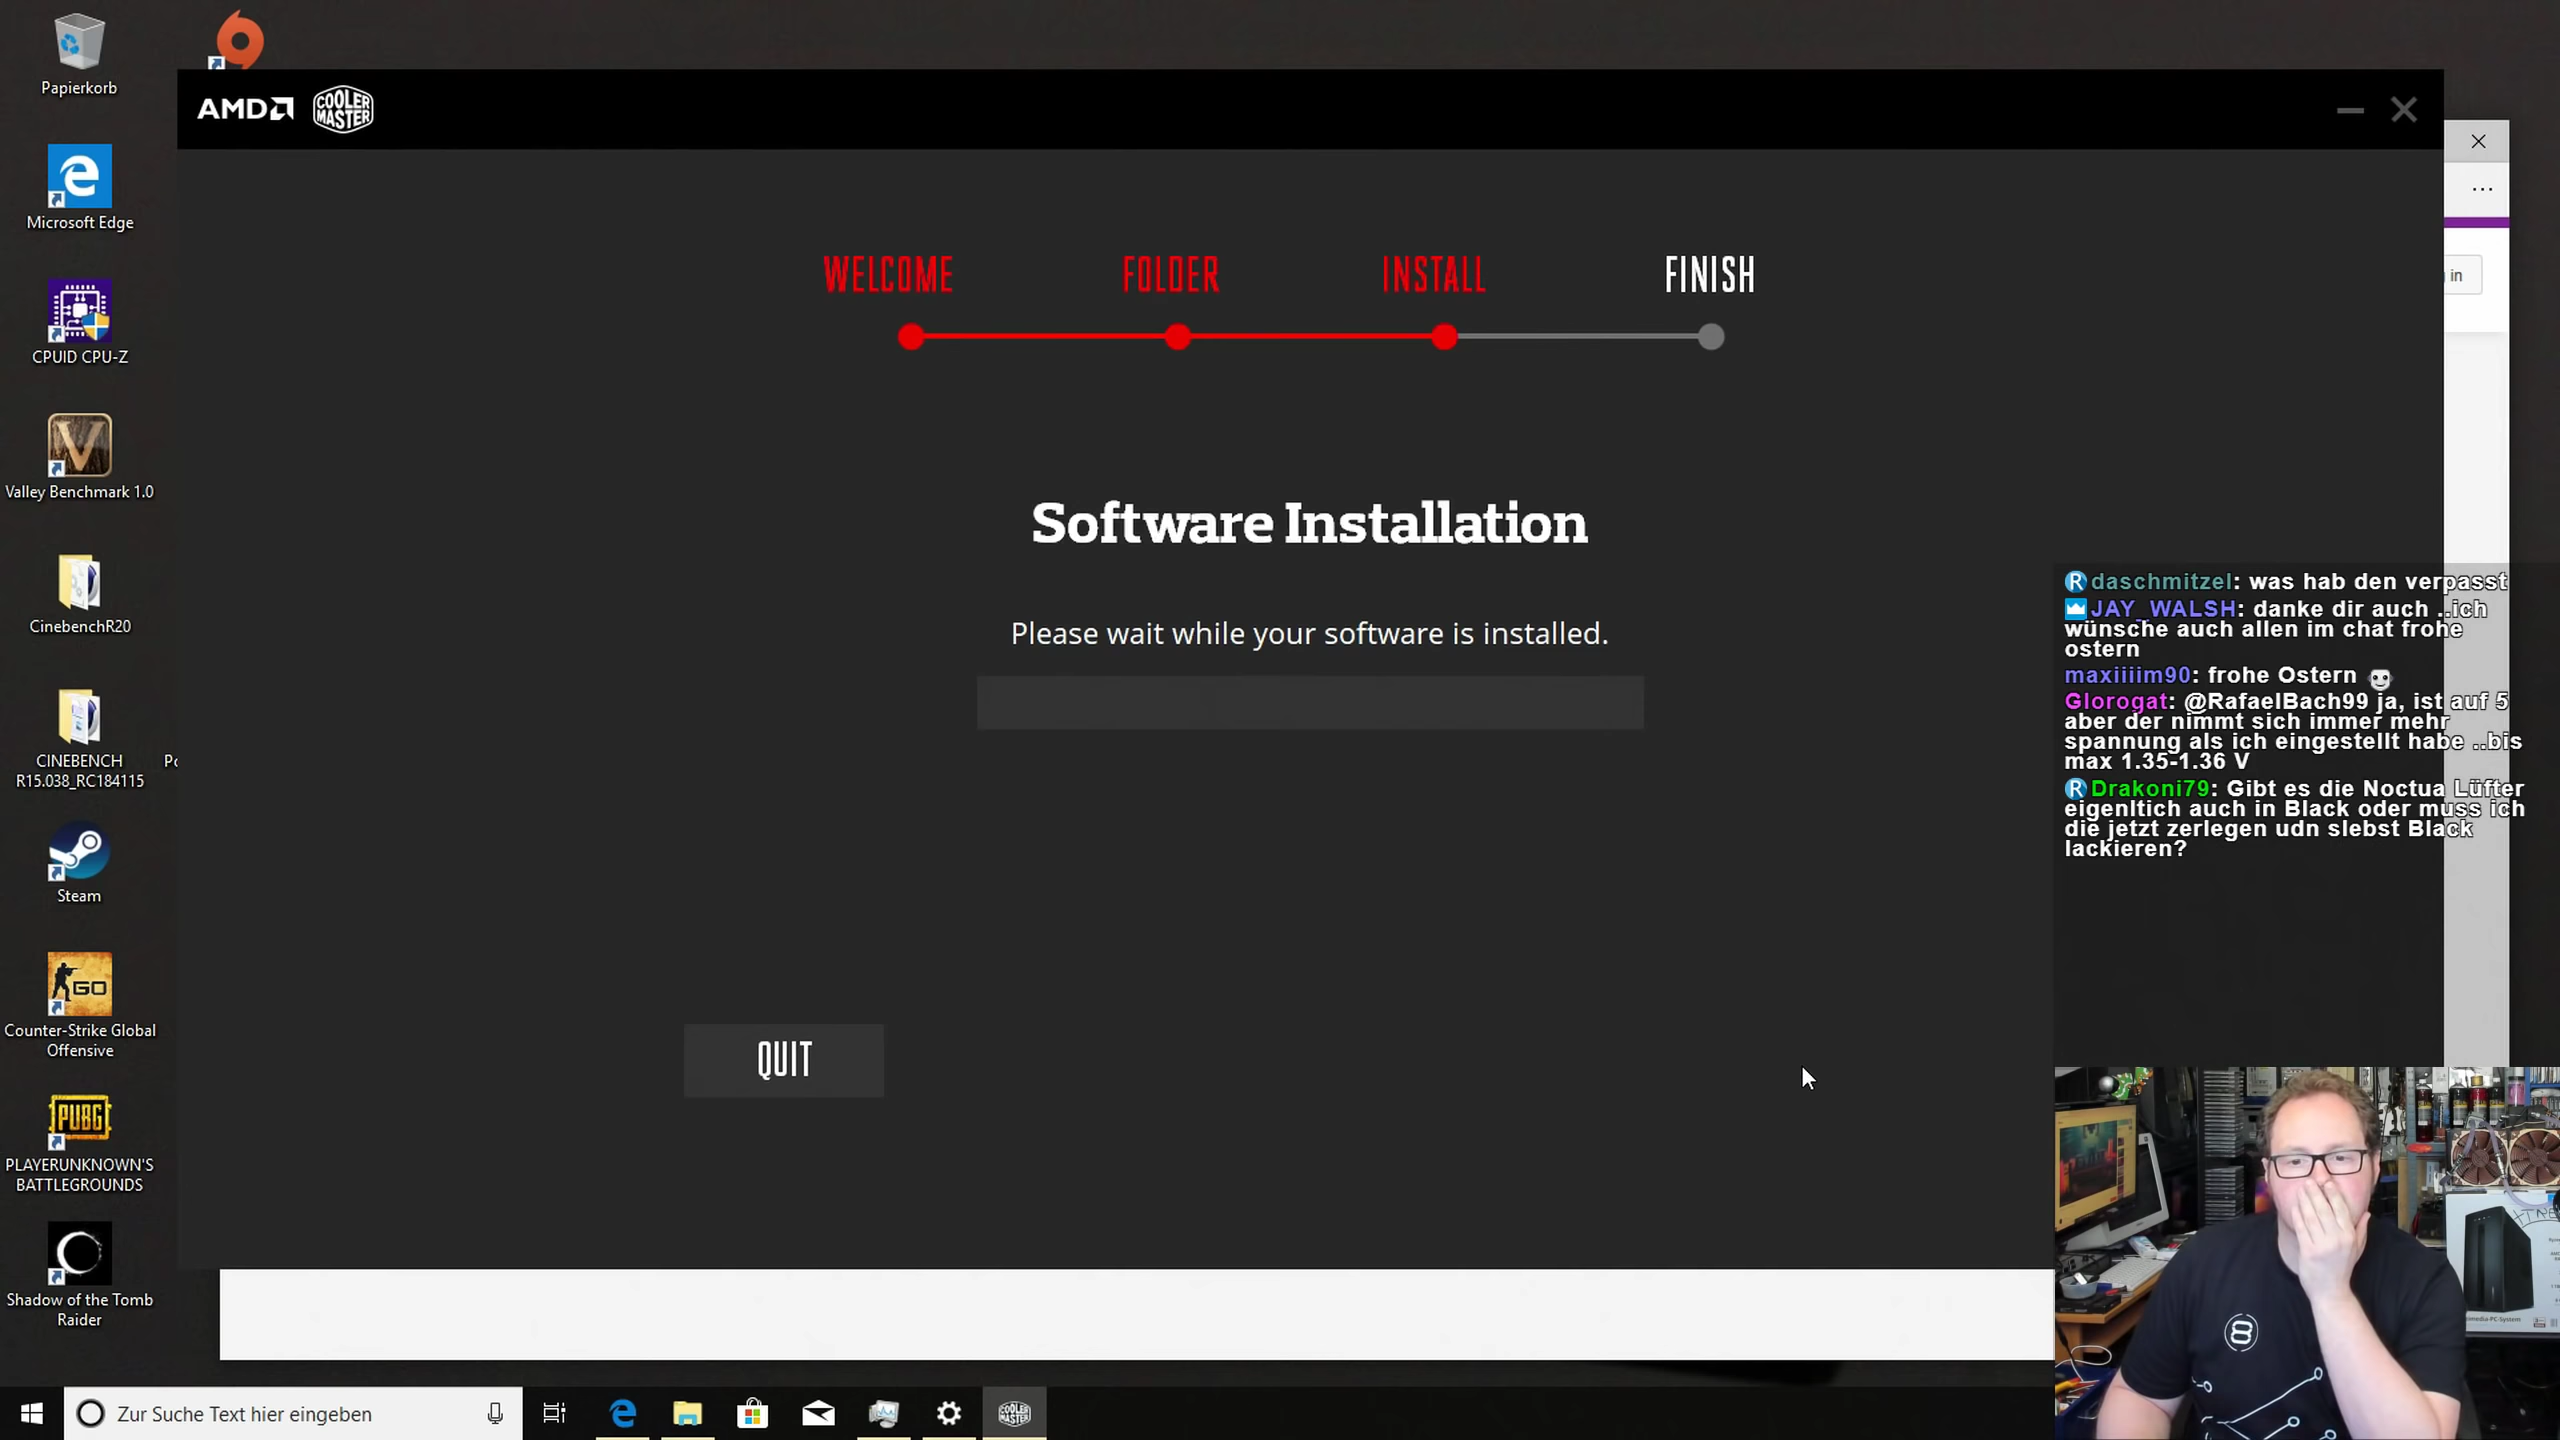 Papierkorb
Microsoft Edge
CPUID CPU-Z
Valley Benchmark 1.0
CinebenchR20
CINEBENCH
R15.038_RC184115
Steam
GO
Counter-Strike Global
Offensive
PUBG
PLAYERUNKNOWN'S
BATTLEGROUNDS
Shadow of the Tomb
Raider
AMD
COOLER
MASTER
WELCOME
FOLDER
INSTALL
FINISH
Software Installation
Please wait while your software is installed.
QUIT
in
daschmitzel: was hab den verpasst
JAY_WALSH: danke dir auch ..ich
wünsche auch allen im chat frohe
ostern
maxiiiim90: frohe Ostern
Glorogat: @RafaelBach99 ja, ist auf 5
aber der nimmt sich immer mehr
spannung als ich eingestellt habe ..bis
max 1.35-1.36 V
Drakoni79: Gibt es die Noctua Lüfter
eigenltich auch in Black oder muss ich
die jetzt zerlegen udn slebst Black
lackieren?
Zur Suche Text hier eingeben